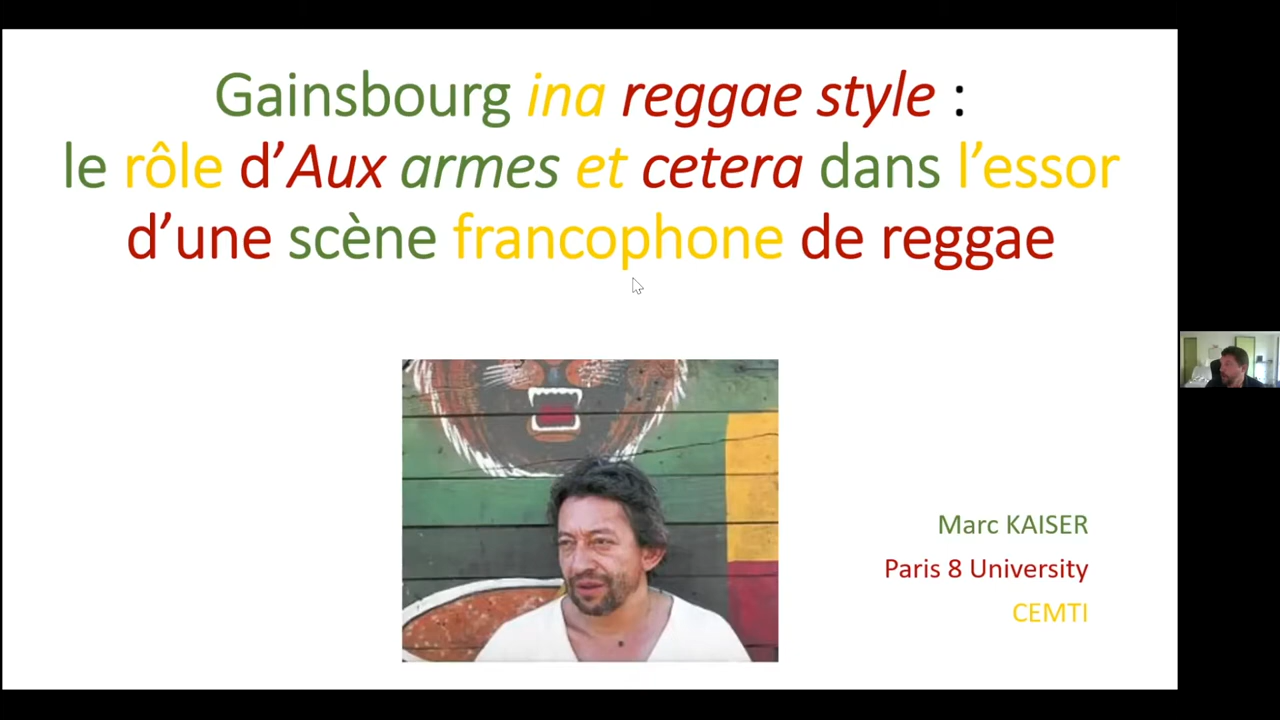 Gainsbourg ina reggae style :
le rôle d’Aux armes et cetera dans l’essor
d’une scène francophone de reggae
Marc KAISER
Paris 8 University
CEMTI